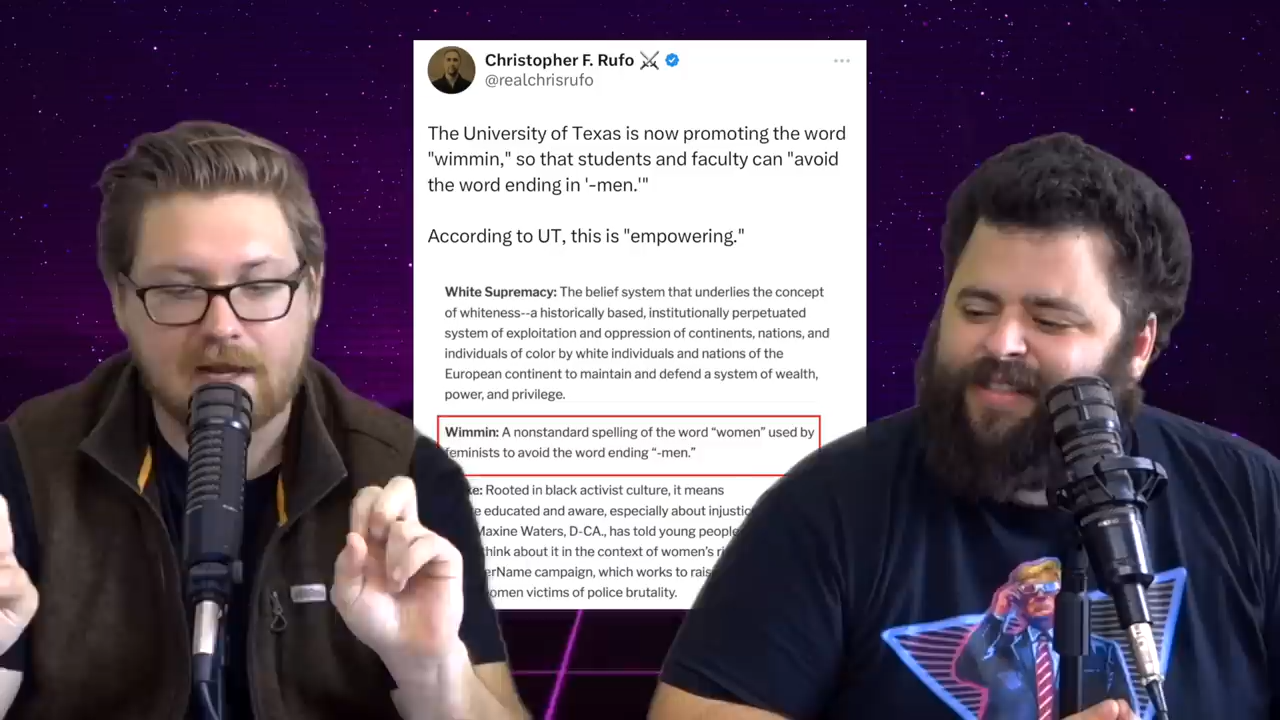 Christopher F. Rufo
@realchrisrufo
The University of Texas is now promoting the word
"wimmin," so that students and faculty can "avoid
the word ending in '-men.'"
According to UT, this is "empowering."
White Supremacy: The belief system that underlies the concept
of whiteness--a historically based, institutionally perpetuated
system of exploitation and oppression of continents, nations, and
individuals of color by white individuals and nations of the
European continent to maintain and defend a system of wealth,
power, and privilege.
Wimmin: A nonstandard spelling of the word “women” used by
feminists to avoid the word ending “-men.”
Rooted in black activist culture, it means
educated and aware, especially about
Maxine Waters, D-CA., has told young people
think about it in the context of women's
campaign, which works to
victims of police brutality.